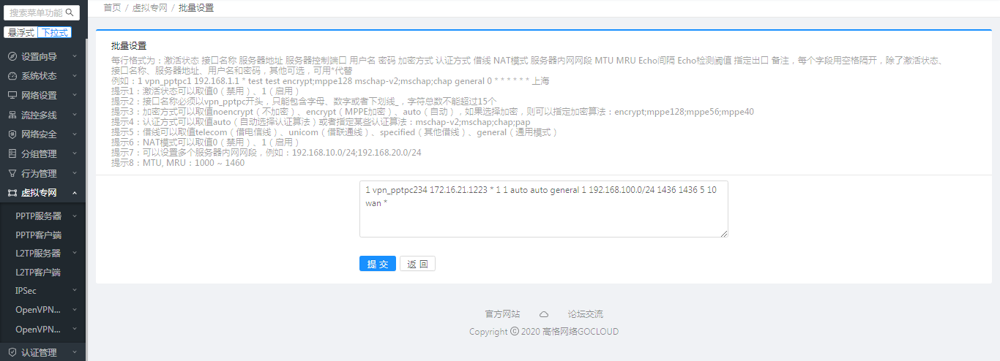 搜索菜单功能
悬浮式 下拉式
设置向导
系统状态
网络设置
流控多线
网络安全
分组管理
行为管理
虚拟专网
PPTP服务器
PPTP客户端
L2TP服务器
L2TP客户端
IPSec
OpenVPN...
OpenVPN...
认证管理
首页 / 虚拟专网 / 批量设置
批量设置
每行格式为：激活状态 接口名称 服务器地址 服务器控制端口 用户名 密码 加密方式 认证方式 借线 NAT模式 服务器内网网段 MTU MRU Echo间隔 Echo检测阈值 指定出口 备注，每个字段用空格隔开，除了激活状态、
接口名称、服务器地址、用户名和密码，其他可选，可用*代替
例如：1 vpn_pptpc1 192.168.1.1 * test test encrypt;mppe128 mschap-v2;mschap;chap general 0 * * * * * * 上海
提示1：激活状态可以取值0（禁用）、1（启用）
提示2：接口名称必须以vpn_pptpc开头，只能包含字母、数字或者下划线_，字符总数不能超过15个
提示3：加密方式可以取值noencrypt（不加密）、encrypt（MPPE加密）、auto（自动），如果选择加密，则可以指定加密算法：encrypt;mppe128;mppe56;mppe40
提示4：认证方式可以取值auto（自动选择认证算法）或者指定某些认证算法：mschap-v2;mschap;chap;pap
提示5：借线可以取值telecom（借电信线）、unicom（借联通线）、specified（其他借线）、general（通用模式）
提示6：NAT模式可以取值0（禁用）、1（启用）
提示7：可以设置多个服务器内网网段，例如：192.168.10.0/24;192.168.20.0/24
提示8：MTU, MRU：1000 ~ 1460
1 vpn_pptpc234 172.16.21.1223 * 1 1 auto auto general 1 192.168.100.0/24 1436 1436 5 10
wan *
提 交 返 回
官方网站 论坛交流
Copyright © 2020 高恪网络GOCLOUD